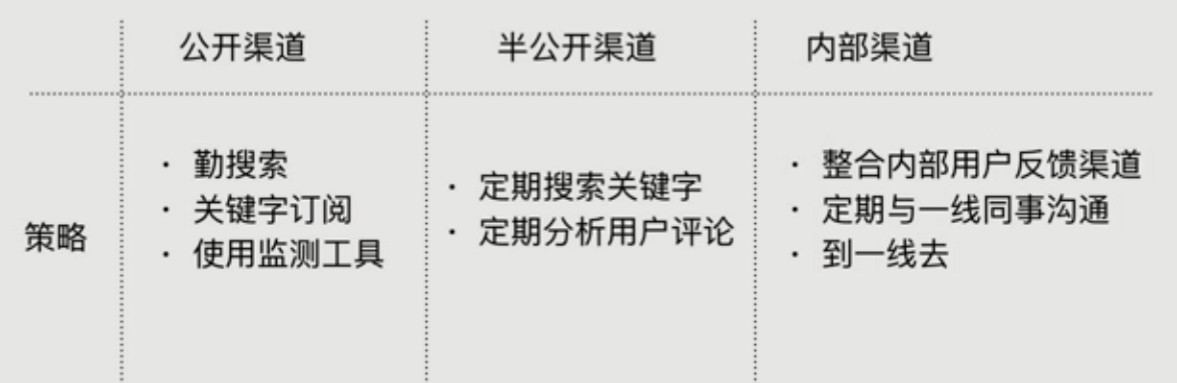 公开渠道
半公开渠道
内部渠道
策略
· 勤搜索
· 关键字订阅
· 使用监测工具
· 定期搜索关键字
· 定期分析用户评论
· 整合内部用户反馈渠道
· 定期与一线同事沟通
· 到一线去